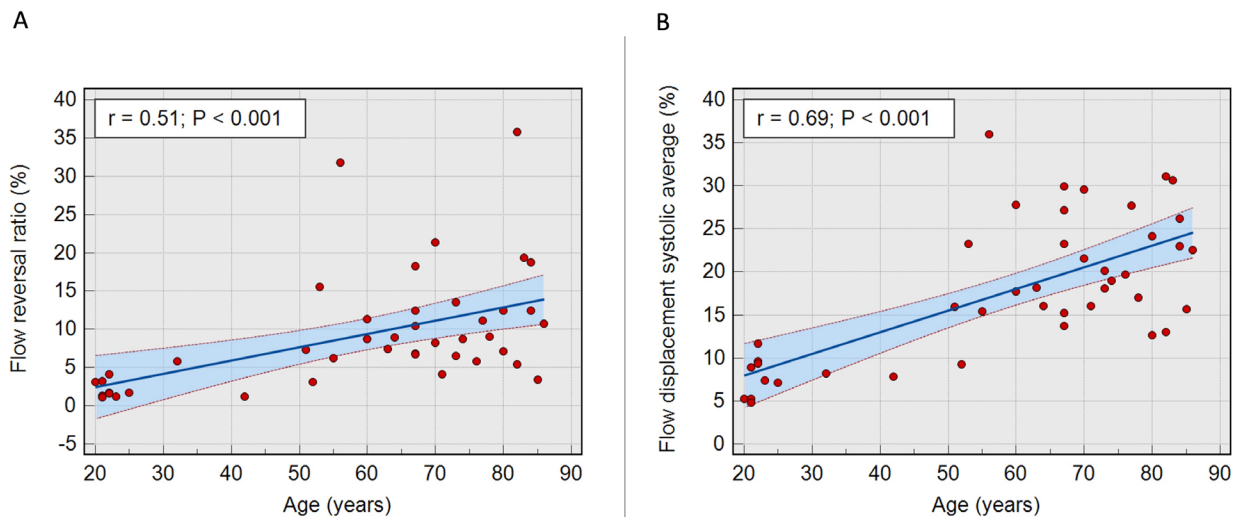 A
r = 0.51; P < 0.001
Flow reversal ratio (%)
40
35
30
25
20
15
10
5
0
-5
20 30 40 50 60 70 80 90
Age (years)
B
r = 0.69; P < 0.001
Flow displacement systolic average (%)
40
35
30
25
20
15
10
5
0
20 30 40 50 60 70 80 90
Age (years)